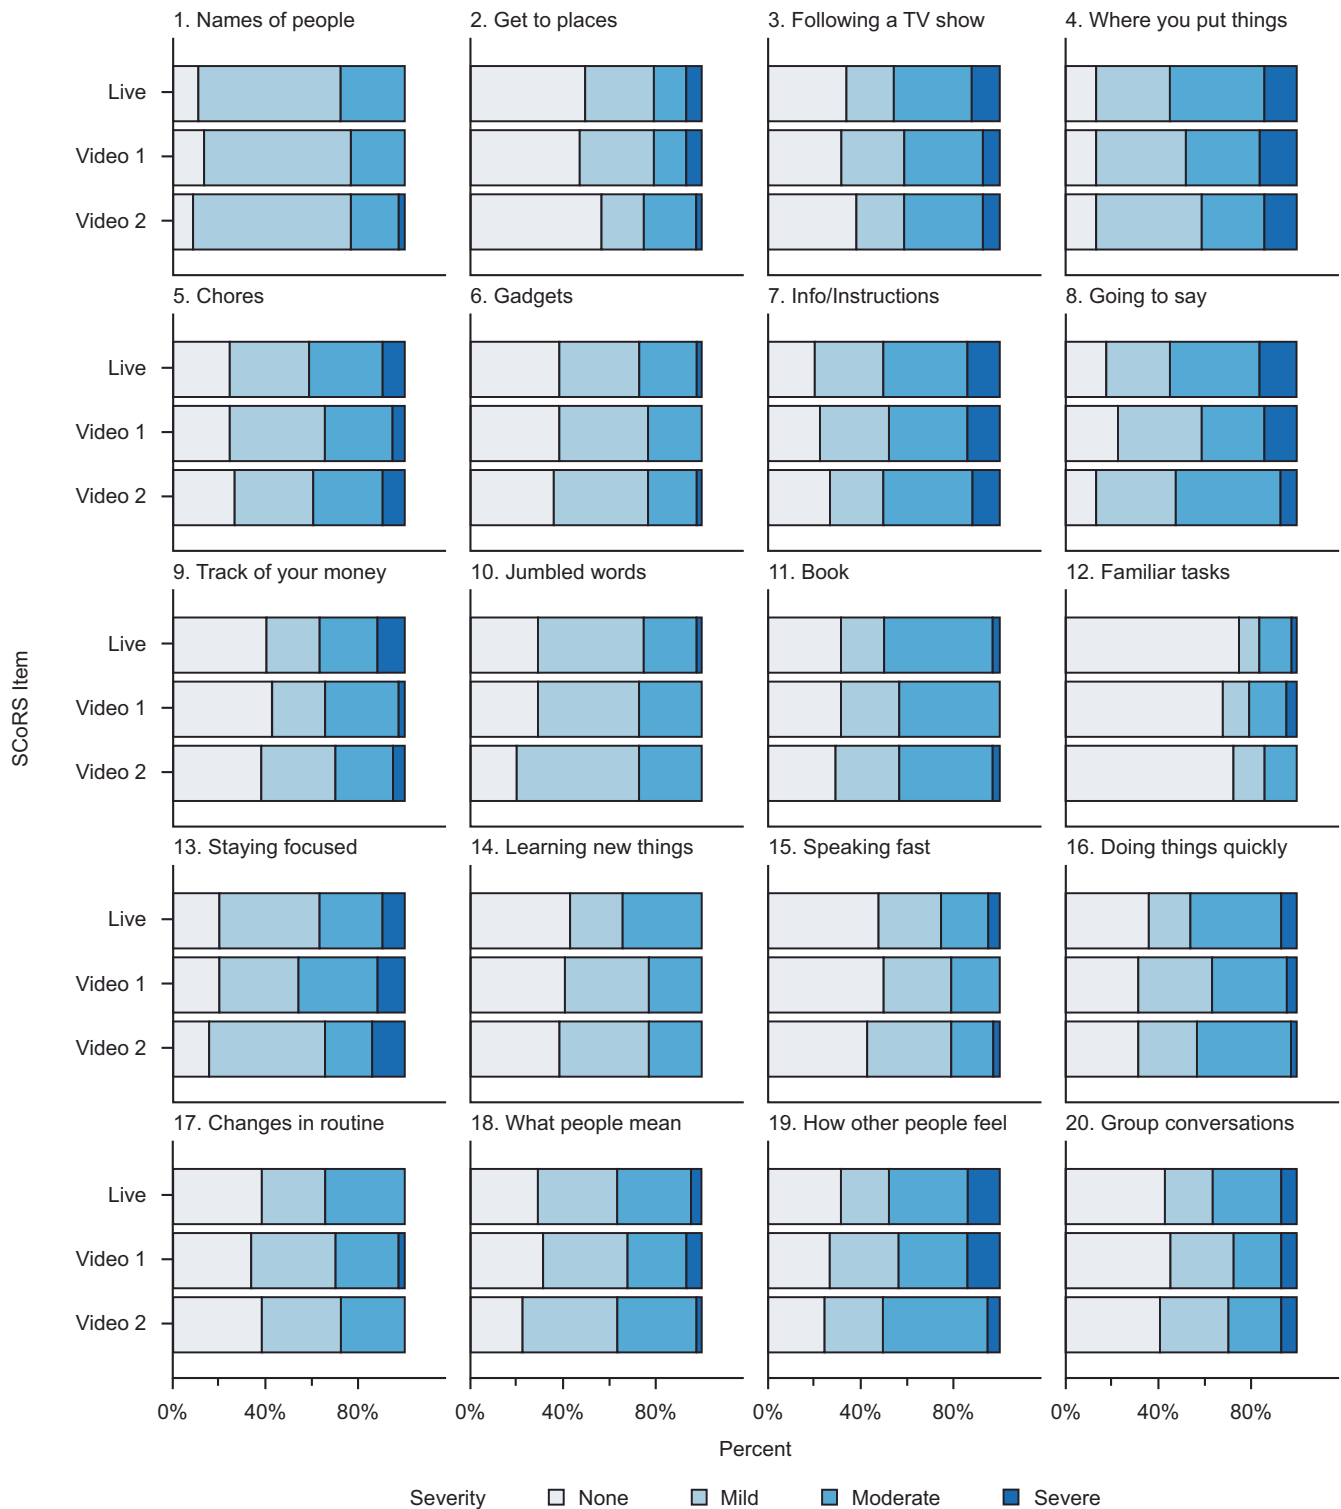 1. Names of people
2. Get to places
3. Following a TV show
4. Where you put things
Live
Video 1
Video 2
5. Chores
6. Gadgets
7. Info/Instructions
8. Going to say
Live
Video 1
Video 2
9. Track of your money
10. Jumbled words
11. Book
12. Familiar tasks
Live
Video 1
Video 2
SCoRS Item
13. Staying focused
14. Learning new things
15. Speaking fast
16. Doing things quickly
Live
Video 1
Video 2
17. Changes in routine
18. What people mean
19. How other people feel
20. Group conversations
Live
Video 1
Video 2
0% 40% 80%
0% 40% 80%
0% 40% 80%
0% 40% 80%
Percent
Severity None Mild Moderate Severe